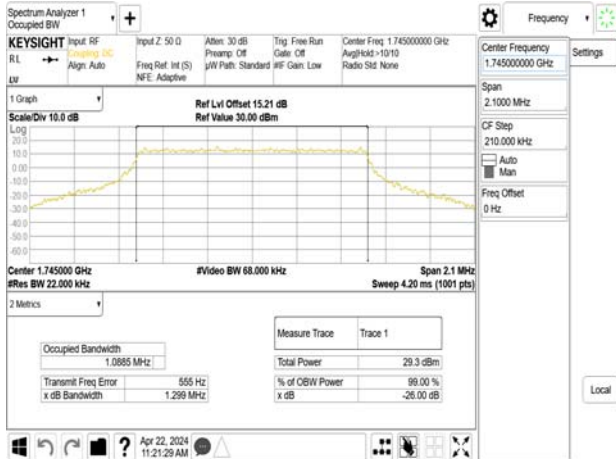 Spectrum Analyzer 1
Occupied BW
Frequency
KEYSIGHT
RL
Input: RF
Coupling: DC
Align: Auto
Input Z: 50 Ω
Freq Ref: Int (S)
NFE: Adaptive
Atten: 30 dB
Preamp: Off
µW Path: Standard
Trig: Free Run
Gate: Off
#IF Gain: Low
Center Freq: 1.745000000 GHz
Avg|Hold:>10/10
Radio Std: None
Center Frequency
1.745000000 GHz
Settings
Span
2.1000 MHz
CF Step
210.000 kHz
Auto
Man
Freq Offset
0 Hz
Local
1 Graph
Scale/Div 10.0 dB
Ref Lvl Offset 15.21 dB
Ref Value 30.00 dBm
Log
20.0
10.0
0.00
-10.0
-20.0
-30.0
-40.0
-50.0
-60.0
Center 1.745000 GHz
#Video BW 68.000 kHz
Span 2.1 MHz
#Res BW 22.000 kHz
Sweep 4.20 ms (1001 pts)
2 Metrics
Measure Trace Trace 1
Occupied Bandwidth
1.0885 MHz
Total Power 29.3 dBm
Transmit Freq Error 555 Hz
% of OBW Power 99.00 %
x dB Bandwidth 1.299 MHz
x dB -26.00 dB
?
Apr 22, 2024
11:21:29 AM